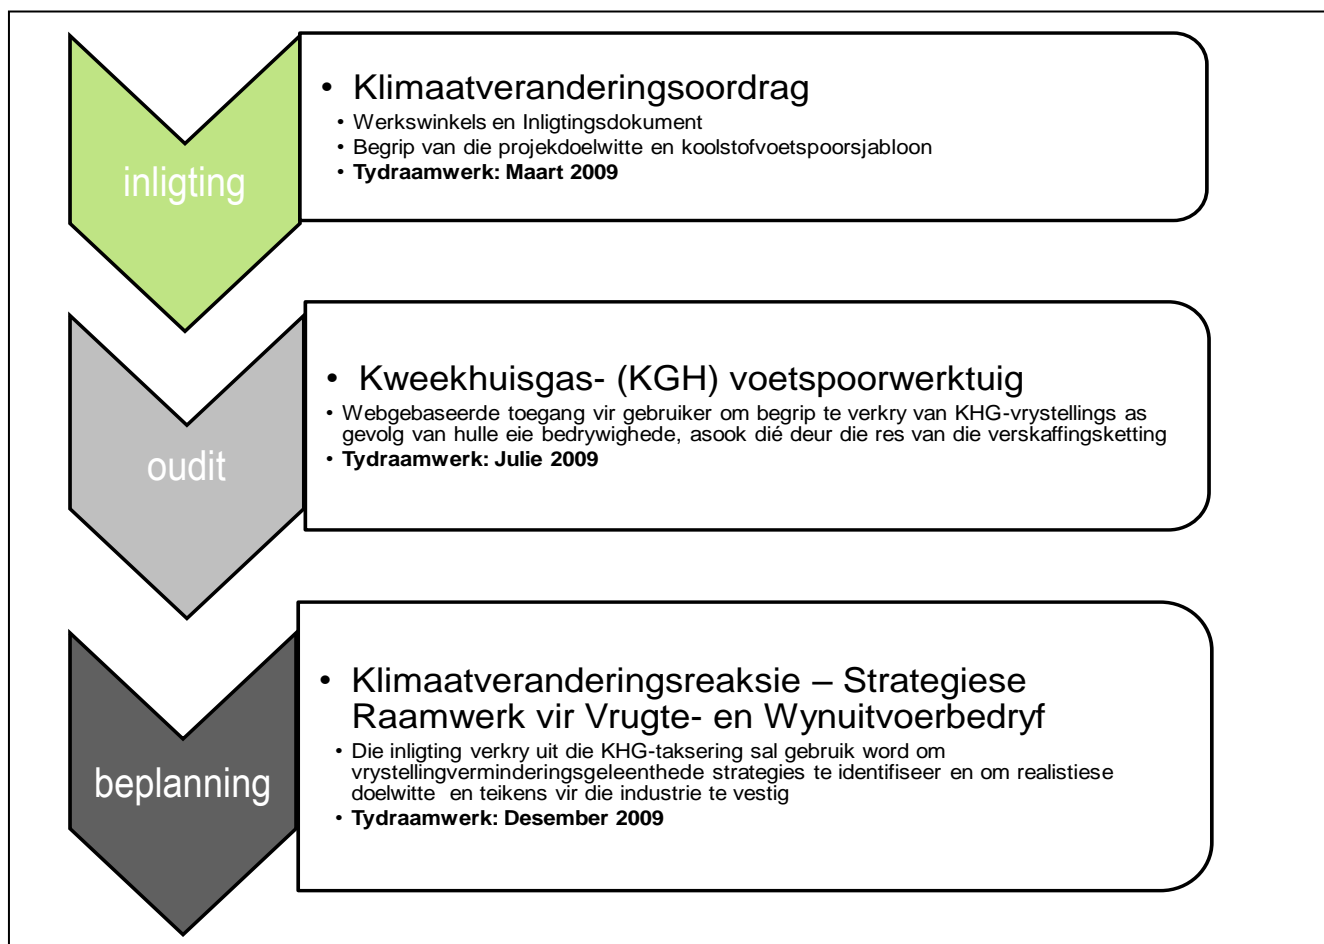 inligting
• Klimaatveranderingsoordrag
• Werkswinkels en Inligtingsdokument
• Begrip van die projekdoelwitte en koolstofvoetspoorsjabloon
• Tydraamwerk: Maart 2009
oudit
• Kweekhuisgas- (KGH) voetspoorwerktuig
• Webgebaseerde toegang vir gebruiker om begrip te verkry van KHG-vrystellings as
gevolg van hulle eie bedrywighede, asook dié deur die res van die verskaffingsketting
• Tydraamwerk: Julie 2009
beplanning
• Klimaatveranderingsreaksie – Strategiese
Raamwerk vir Vrugte- en Wynuitvoerbedryf
• Die inligting verkry uit die KHG-taksering sal gebruik word om
vrystellingverminderingsgeleenthede strategies te identifiseer en om realistiese
doelwitte en teikens vir die industrie te vestig
• Tydraamwerk: Desember 2009